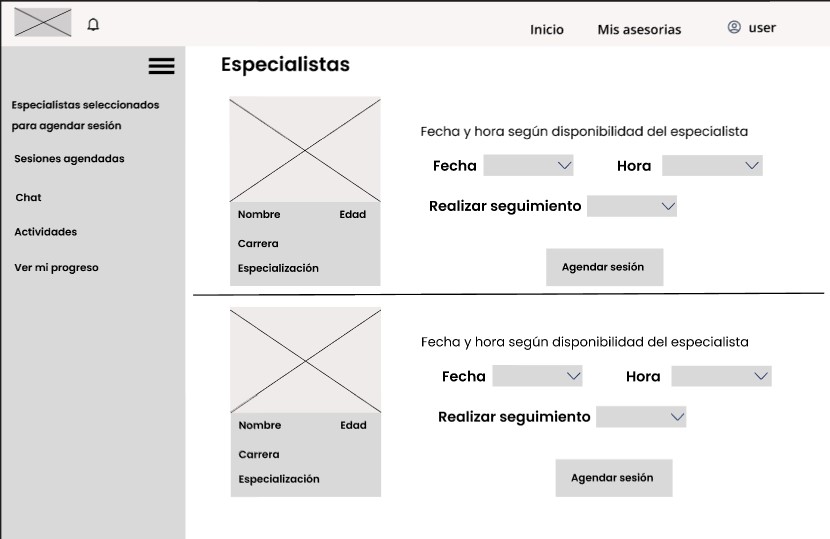 Inicio
Mis asesorias
user
Especialistas seleccionados
para agendar sesión
Sesiones agendadas
Chat
Actividades
Ver mi progreso
Especialistas
Nombre Edad
Carrera
Especialización
Fecha y hora según disponibilidad del especialista
Fecha Hora
Realizar seguimiento
Agendar sesión
Nombre Edad
Carrera
Especialización
Fecha y hora según disponibilidad del especialista
Fecha Hora
Realizar seguimiento
Agendar sesión